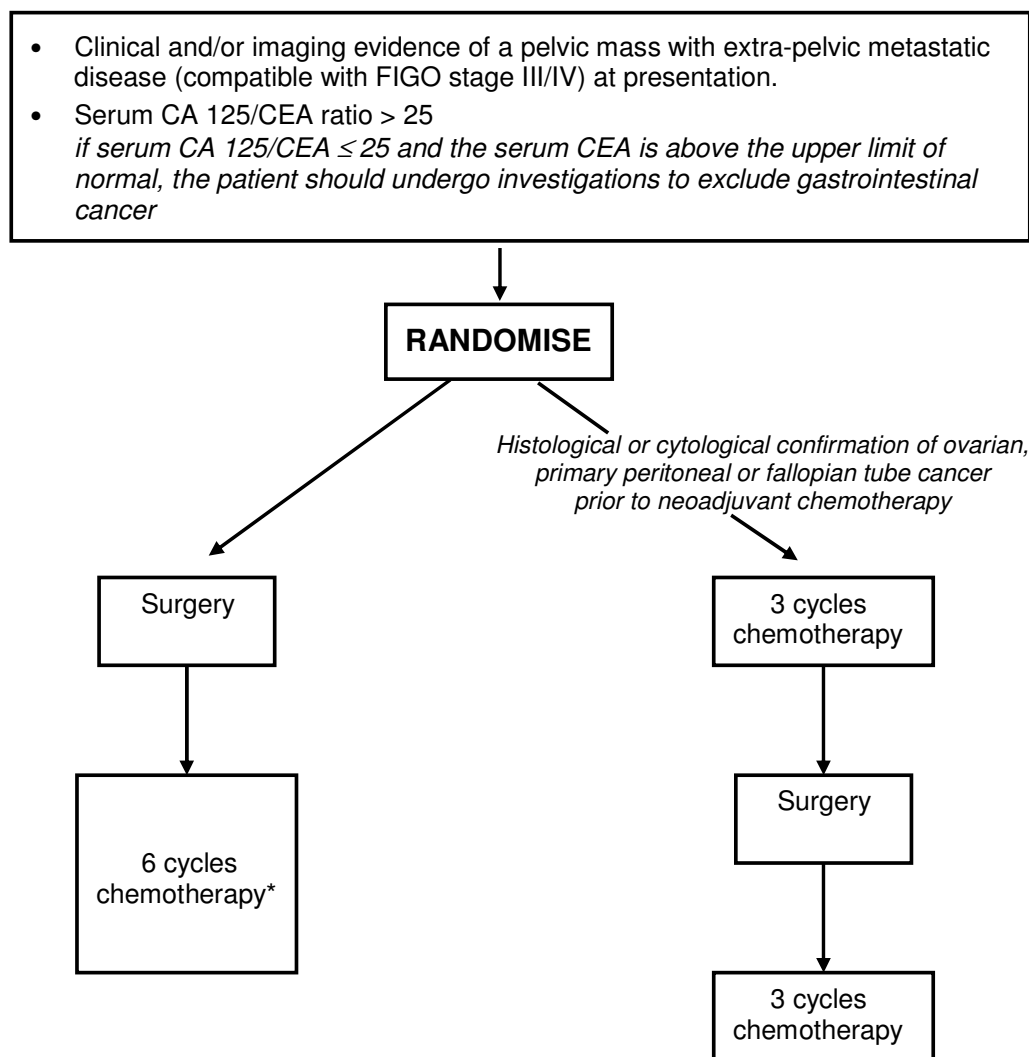 • Clinical and/or imaging evidence of a pelvic mass with extra-pelvic metastatic
disease (compatible with FIGO stage III/IV) at presentation.
• Serum CA 125/CEA ratio > 25
if serum CA 125/CEA ≤ 25 and the serum CEA is above the upper limit of
normal, the patient should undergo investigations to exclude gastrointestinal
cancer
RANDOMISE
Histological or cytological confirmation of ovarian,
primary peritoneal or fallopian tube cancer
prior to neoadjuvant chemotherapy
Surgery
6 cycles
chemotherapy*
3 cycles
chemotherapy
Surgery
3 cycles
chemotherapy